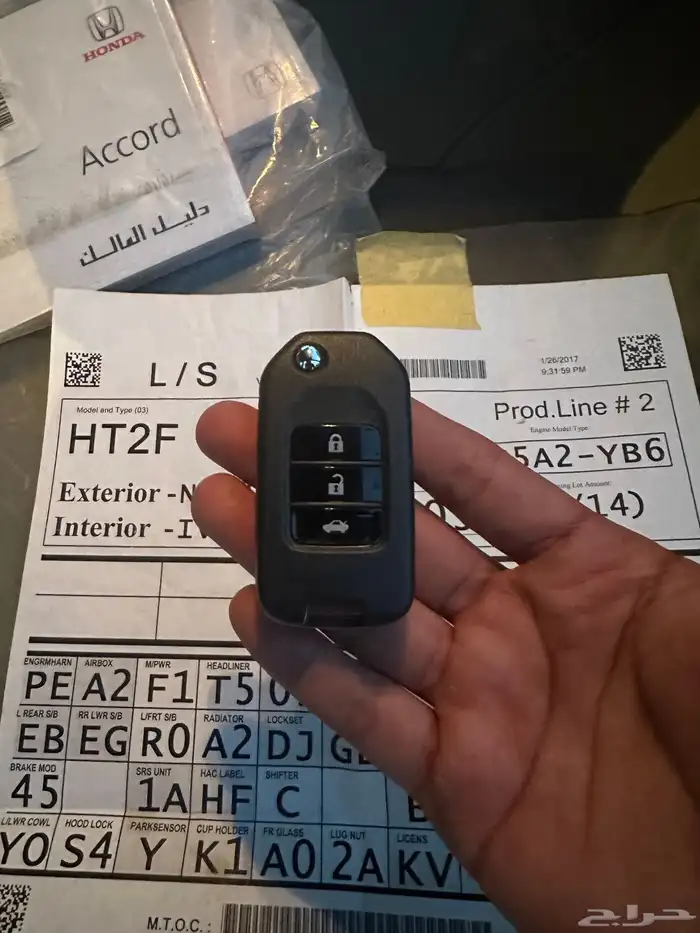 HONDA
Accord
دليل المالك
L/S
1/26/2017
9:31:59 PM
Model and Type (03)
HT2F
Prod.Line # 2
Engine Model Type
5A2-YB6
Exterior -N
Interior -I
(14)
ENGRMHARN AIRBOX M/PWR HEADLINER
PE A2 F1 T5
L REAR S/B RR LWR S/B L/FRT S/B RADIATOR LOCKSET
EB EG R0 A2 DJ
BRAKE MOD SRS UNIT HAC LABEL SHIFTER
45 1A HF C
L/LWR COWL HOOD LOCK PARKSENSOR CUP HOLDER FR GLASS LUG NUT LICENS
Y0 S4 Y K1 A0 2A KV
M.T.O.C. :
حراج